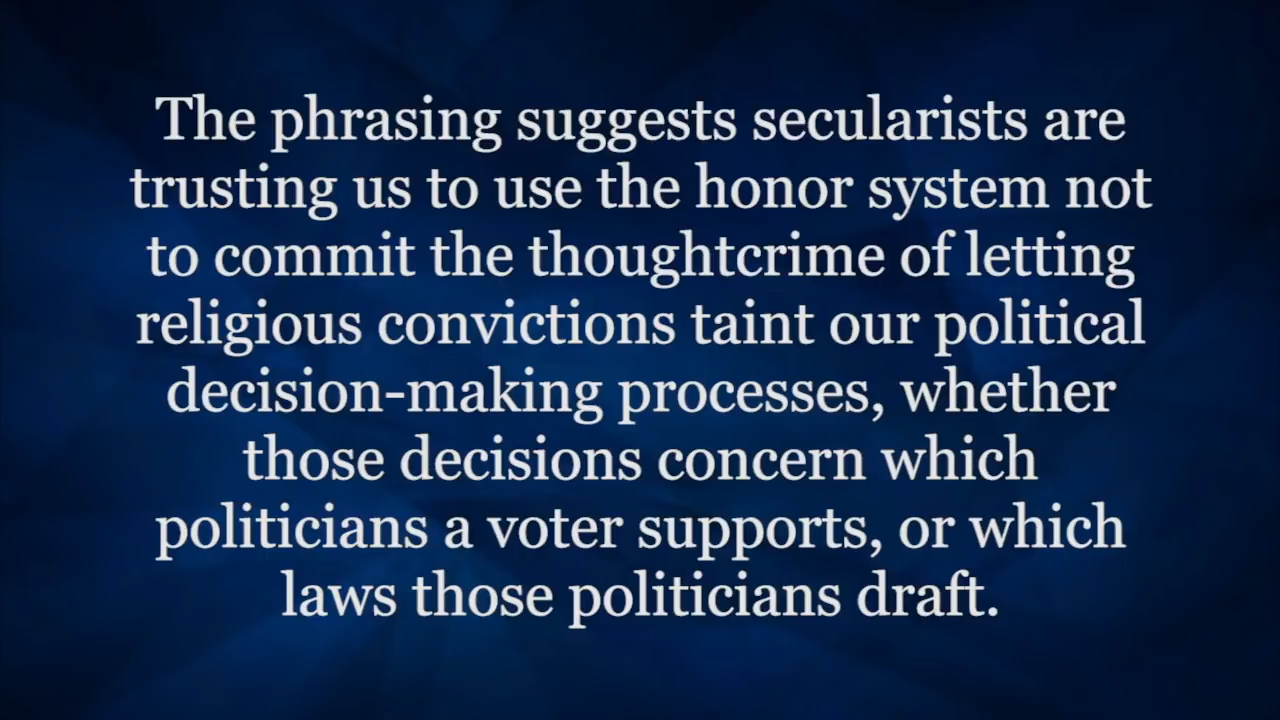 The phrasing suggests secularists are
trusting us to use the honor system not
to commit the thoughtcrime of letting
religious convictions taint our political
decision-making processes, whether
those decisions concern which
politicians a voter supports, or which
laws those politicians draft.